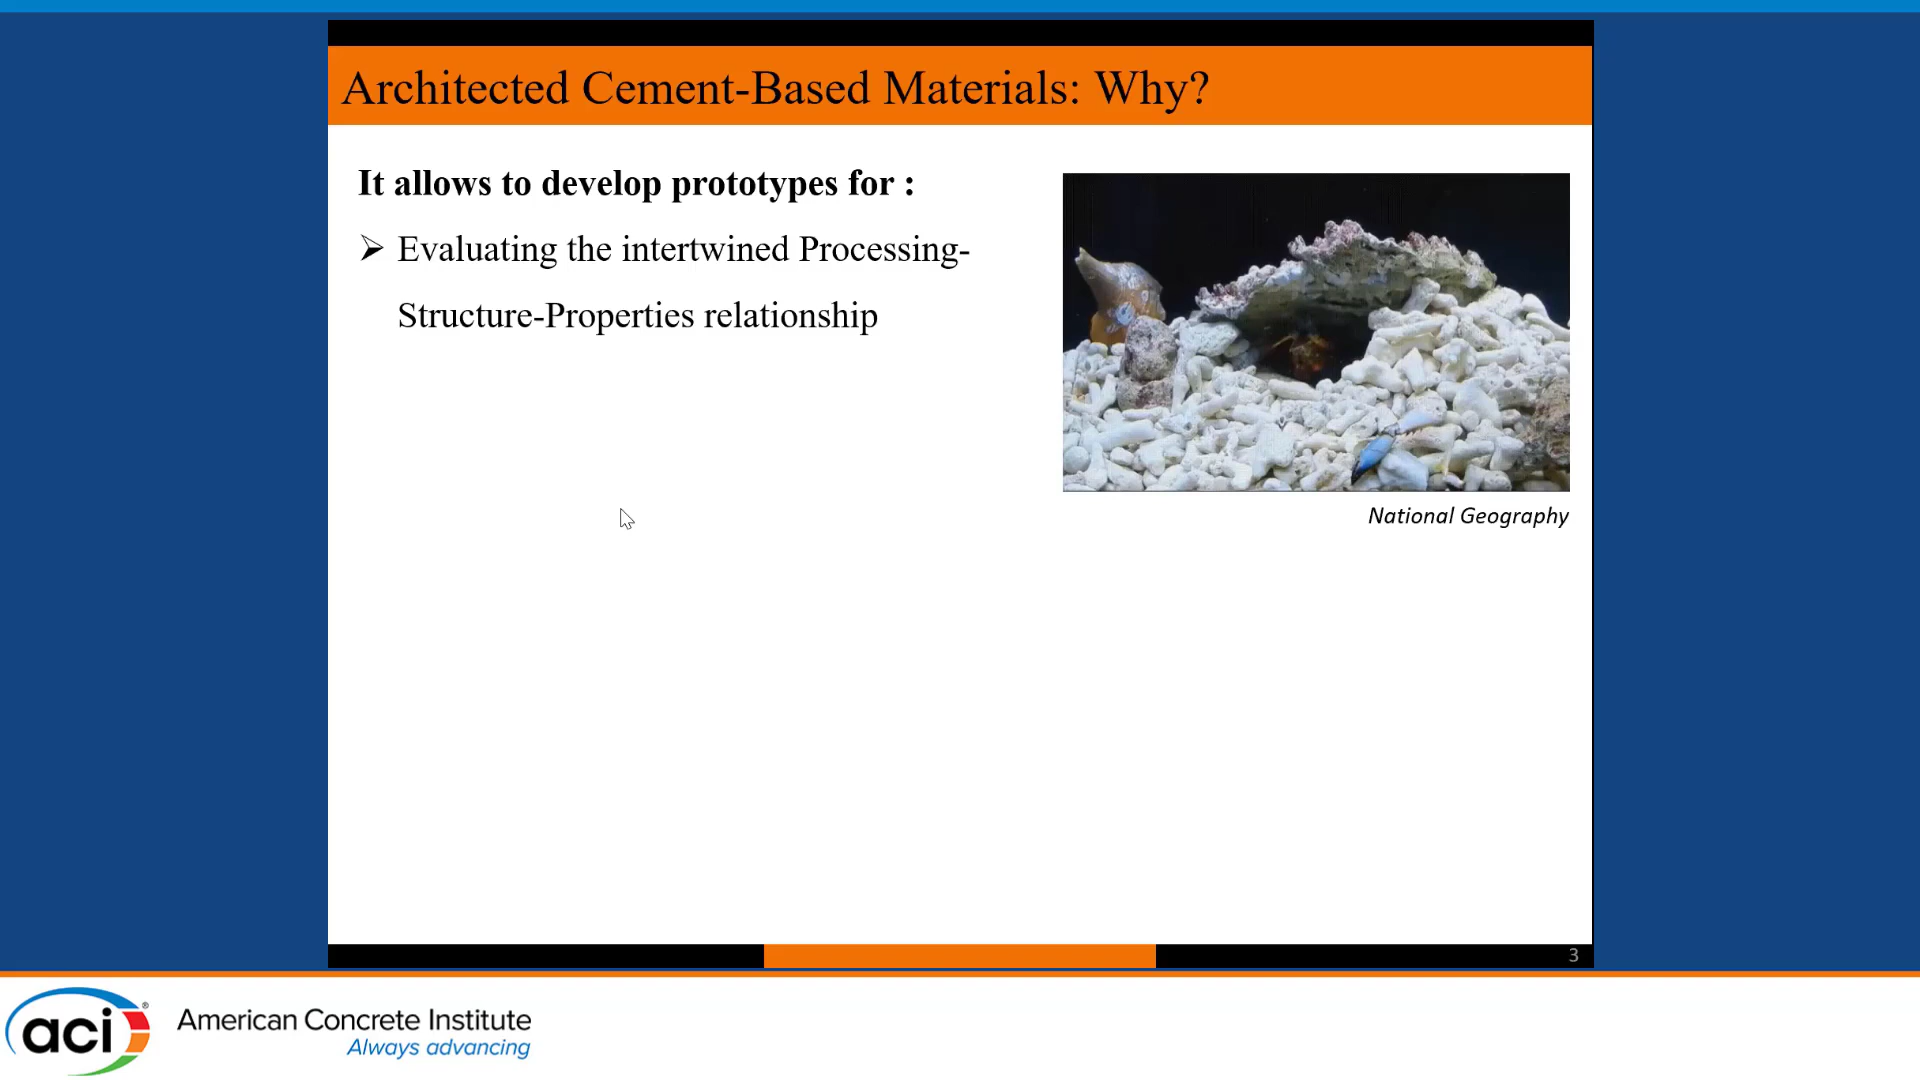 Architected Cement-Based Materials: Why?
It allows to develop prototypes for :
➤ Evaluating the intertwined Processing-
Structure-Properties relationship
National Geography
3
aci®
American Concrete Institute
Always advancing